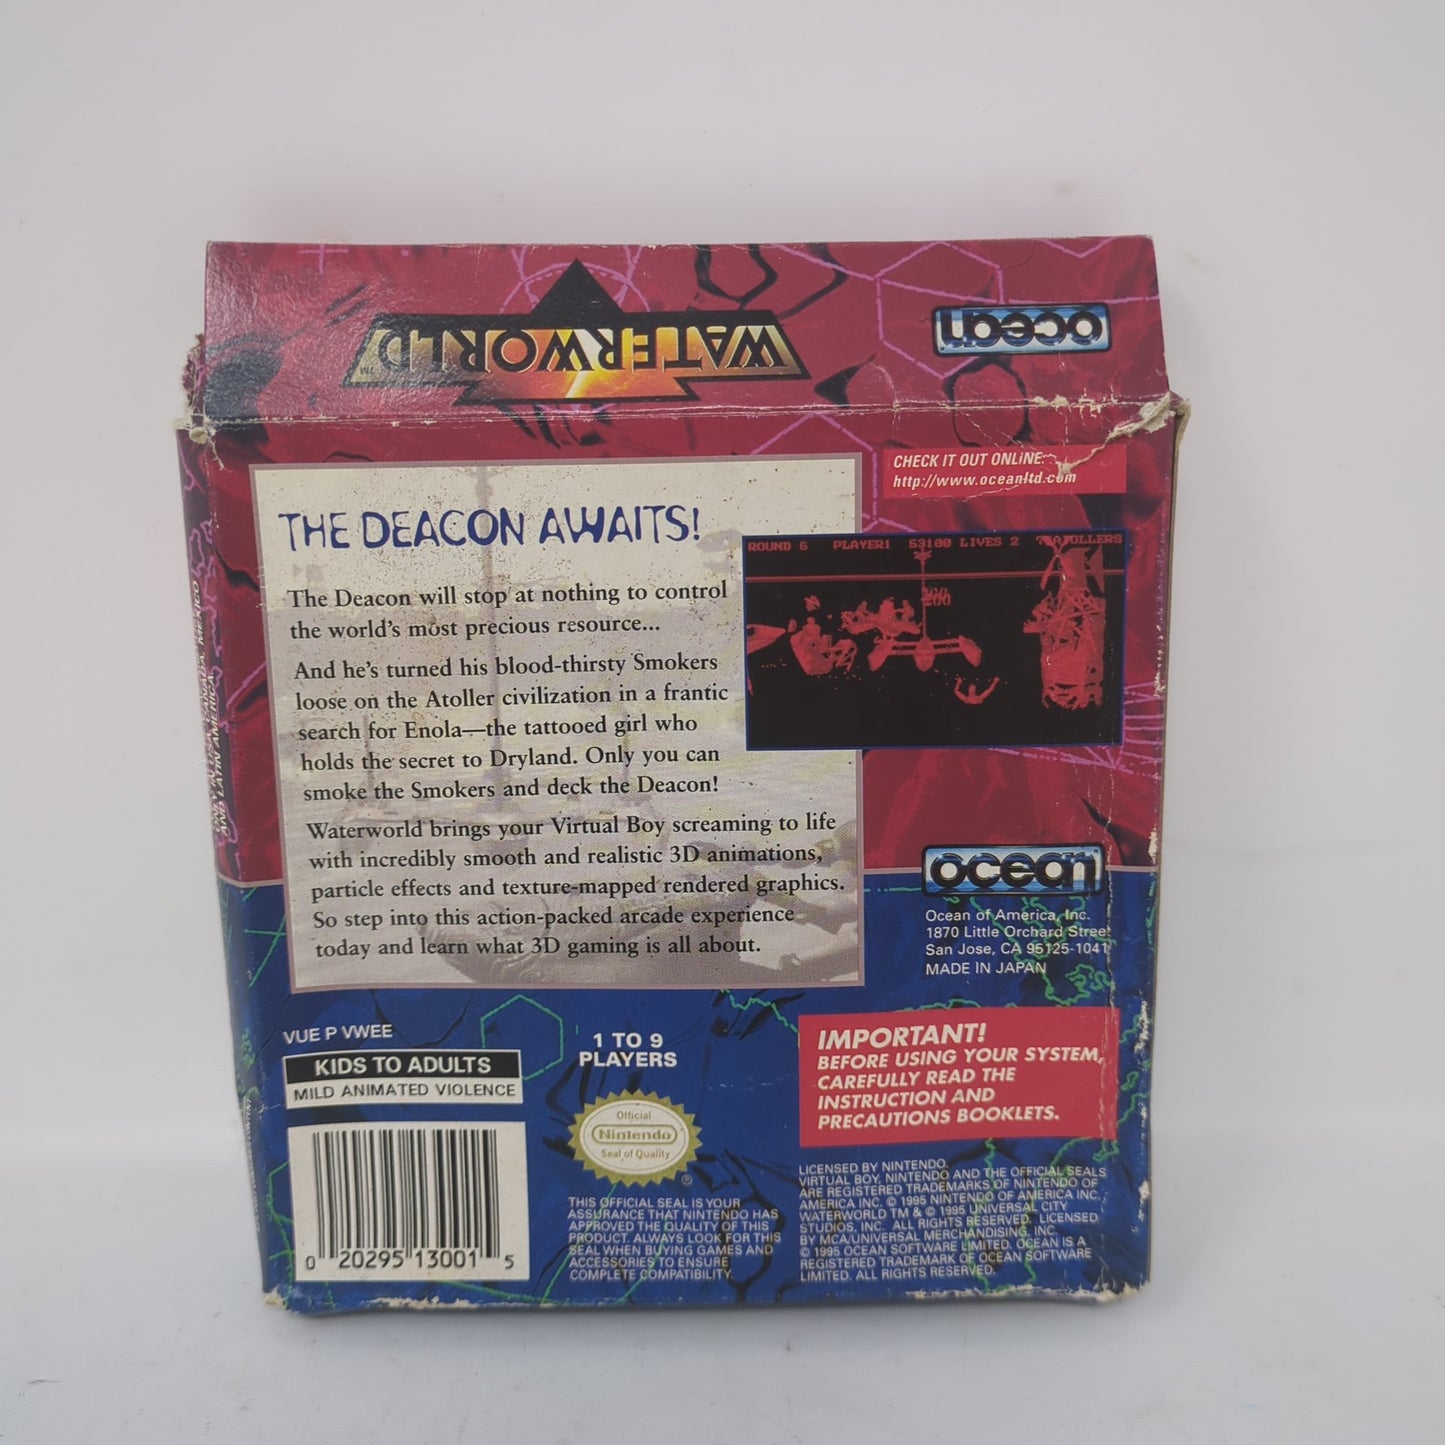 WATERWORLD
TM
ocean
CHECK IT OUT ONLINE:
http://www.oceanltd.com
THE DEACON AWAITS!
The Deacon will stop at nothing to control
the world's most precious resource...
And he's turned his blood-thirsty Smokers
loose on the Atoller civilization in a frantic
search for Enola—the tattooed girl who
holds the secret to Dryland. Only you can
smoke the Smokers and deck the Deacon!
Waterworld brings your Virtual Boy screaming to life
with incredibly smooth and realistic 3D animations,
particle effects and texture-mapped rendered graphics.
So step into this action-packed arcade experience
today and learn what 3D gaming is all about.
ROUND 6 PLAYER1 53100 LIVES 2 ATOLLERS
200
CANADA, MEXICO
AND LATIN AMERICA
ocean
Ocean of America, Inc.
1870 Little Orchard Street
San Jose, CA 95125-1041
MADE IN JAPAN
VUE P VWEE
KIDS TO ADULTS
MILD ANIMATED VIOLENCE
0 20295 13001 5
1 TO 9
PLAYERS
Official
Nintendo
Seal of Quality
®
THIS OFFICIAL SEAL IS YOUR
ASSURANCE THAT NINTENDO HAS
APPROVED THE QUALITY OF THIS
PRODUCT. ALWAYS LOOK FOR THIS
SEAL WHEN BUYING GAMES AND
ACCESSORIES TO ENSURE
COMPLETE COMPATIBILITY.
IMPORTANT!
BEFORE USING YOUR SYSTEM,
CAREFULLY READ THE
INSTRUCTION AND
PRECAUTIONS BOOKLETS.
LICENSED BY NINTENDO.
VIRTUAL BOY, NINTENDO AND THE OFFICIAL SEALS
ARE REGISTERED TRADEMARKS OF NINTENDO OF
AMERICA INC. © 1995 NINTENDO OF AMERICA INC.
WATERWORLD TM & © 1995 UNIVERSAL CITY
STUDIOS, INC. ALL RIGHTS RESERVED. LICENSED
BY MCA/UNIVERSAL MERCHANDISING, INC.
© 1995 OCEAN SOFTWARE LIMITED. OCEAN IS A
REGISTERED TRADEMARK OF OCEAN SOFTWARE
LIMITED. ALL RIGHTS RESERVED.